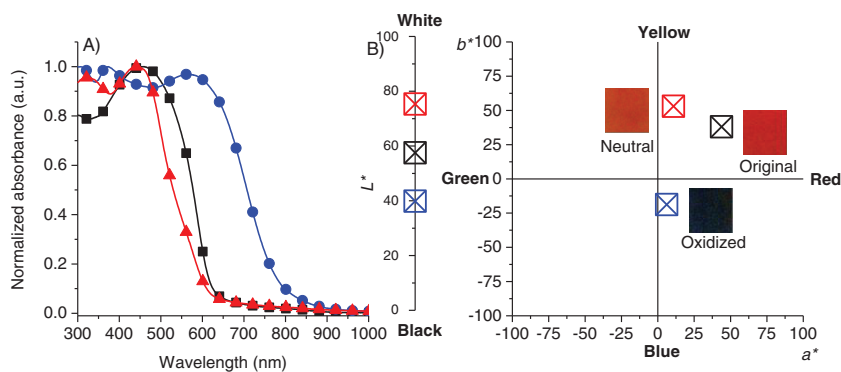 A)
Normalized absorbance (a.u.)
1.0
0.8
0.6
0.4
0.2
0.0
300 400 500 600 700 800 900 1000
Wavelength (nm)
B)
White
100
80
60
40
20
0
L*
Black
Yellow
b*
100
75
50
25
0
-25
-50
-75
-100
Neutral
Original
Green
Red
Oxidized
-100 -75 -50 -25 0 25 50 75 100
Blue
a*